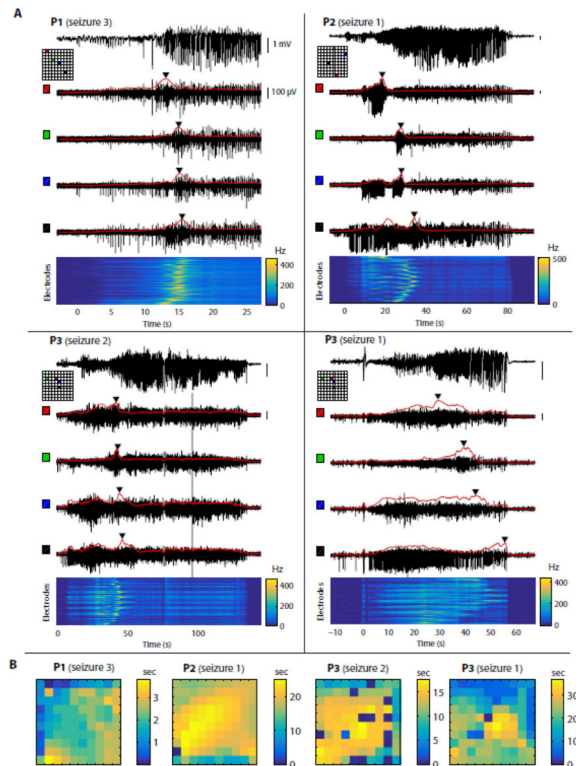 A
P1 (seizure 3)
1 mV
100 μV
Hz
400
200
0
Electrodes
0 5 10 15 20 25
Time (s)
P2 (seizure 1)
Hz
500
0
Electrodes
0 20 40 60 80
Time (s)
P3 (seizure 2)
Hz
400
200
0
Electrodes
0 50 100
Time (s)
P3 (seizure 1)
Hz
400
200
0
Electrodes
−10 0 10 20 30 40 50 60
Time (s)
B
P1 (seizure 3)
sec
3
2
1
P2 (seizure 1)
sec
20
10
0
P3 (seizure 2)
sec
15
10
5
0
P3 (seizure 1)
sec
30
20
10
0